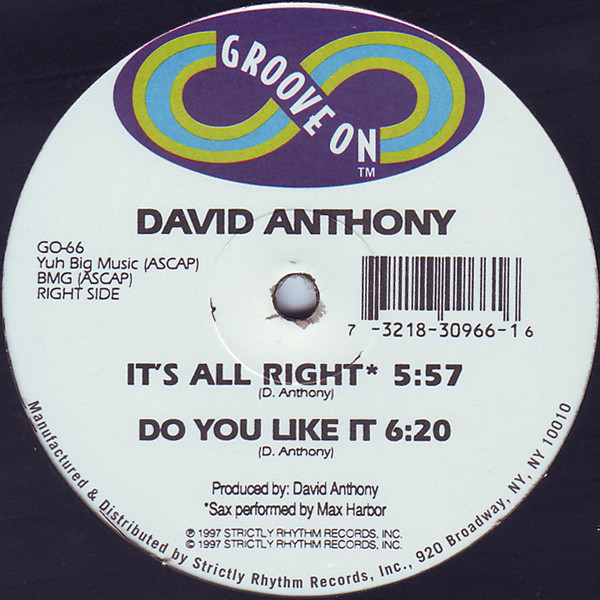 GROOVE ON
TM
DAVID ANTHONY
GO-66
Yuh Big Music (ASCAP)
BMG (ASCAP)
RIGHT SIDE
7 -3218-30966-1 6
IT'S ALL RIGHT* 5:57
(D. Anthony)
DO YOU LIKE IT 6:20
(D. Anthony)
Produced by: David Anthony
*Sax performed by Max Harbor
℗ 1997 STRICTLY RHYTHM RECORDS, INC.
© 1997 STRICTLY RHYTHM RECORDS, INC.
Manufactured & Distributed by Strictly Rhythm Records, Inc., 920 Broadway, NY, NY 10010